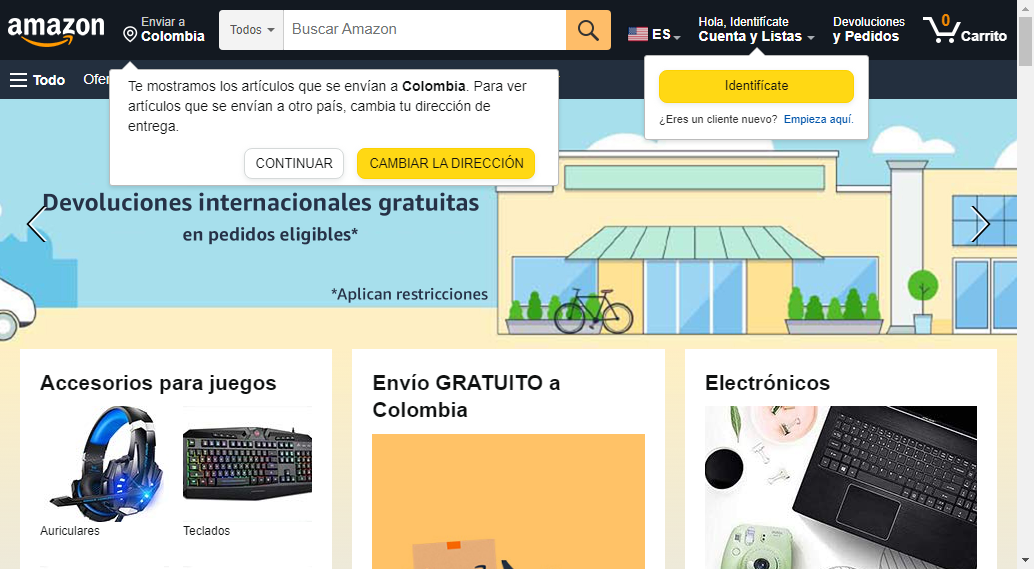 amazon
Enviar a
Colombia
Todos
Buscar Amazon
ES
Hola, Identifícate
Cuenta y Listas
Devoluciones
y Pedidos
0
Carrito
Todo
Te mostramos los artículos que se envían a Colombia. Para ver
artículos que se envían a otro país, cambia tu dirección de
entrega.
CONTINUAR
CAMBIAR LA DIRECCIÓN
Identifícate
¿Eres un cliente nuevo? Empieza aquí.
Devoluciones internacionales gratuitas
en pedidos eligibles*
*Aplican restricciones
Accesorios para juegos
Auriculares
Teclados
Envío GRATUITO a
Colombia
Electrónicos